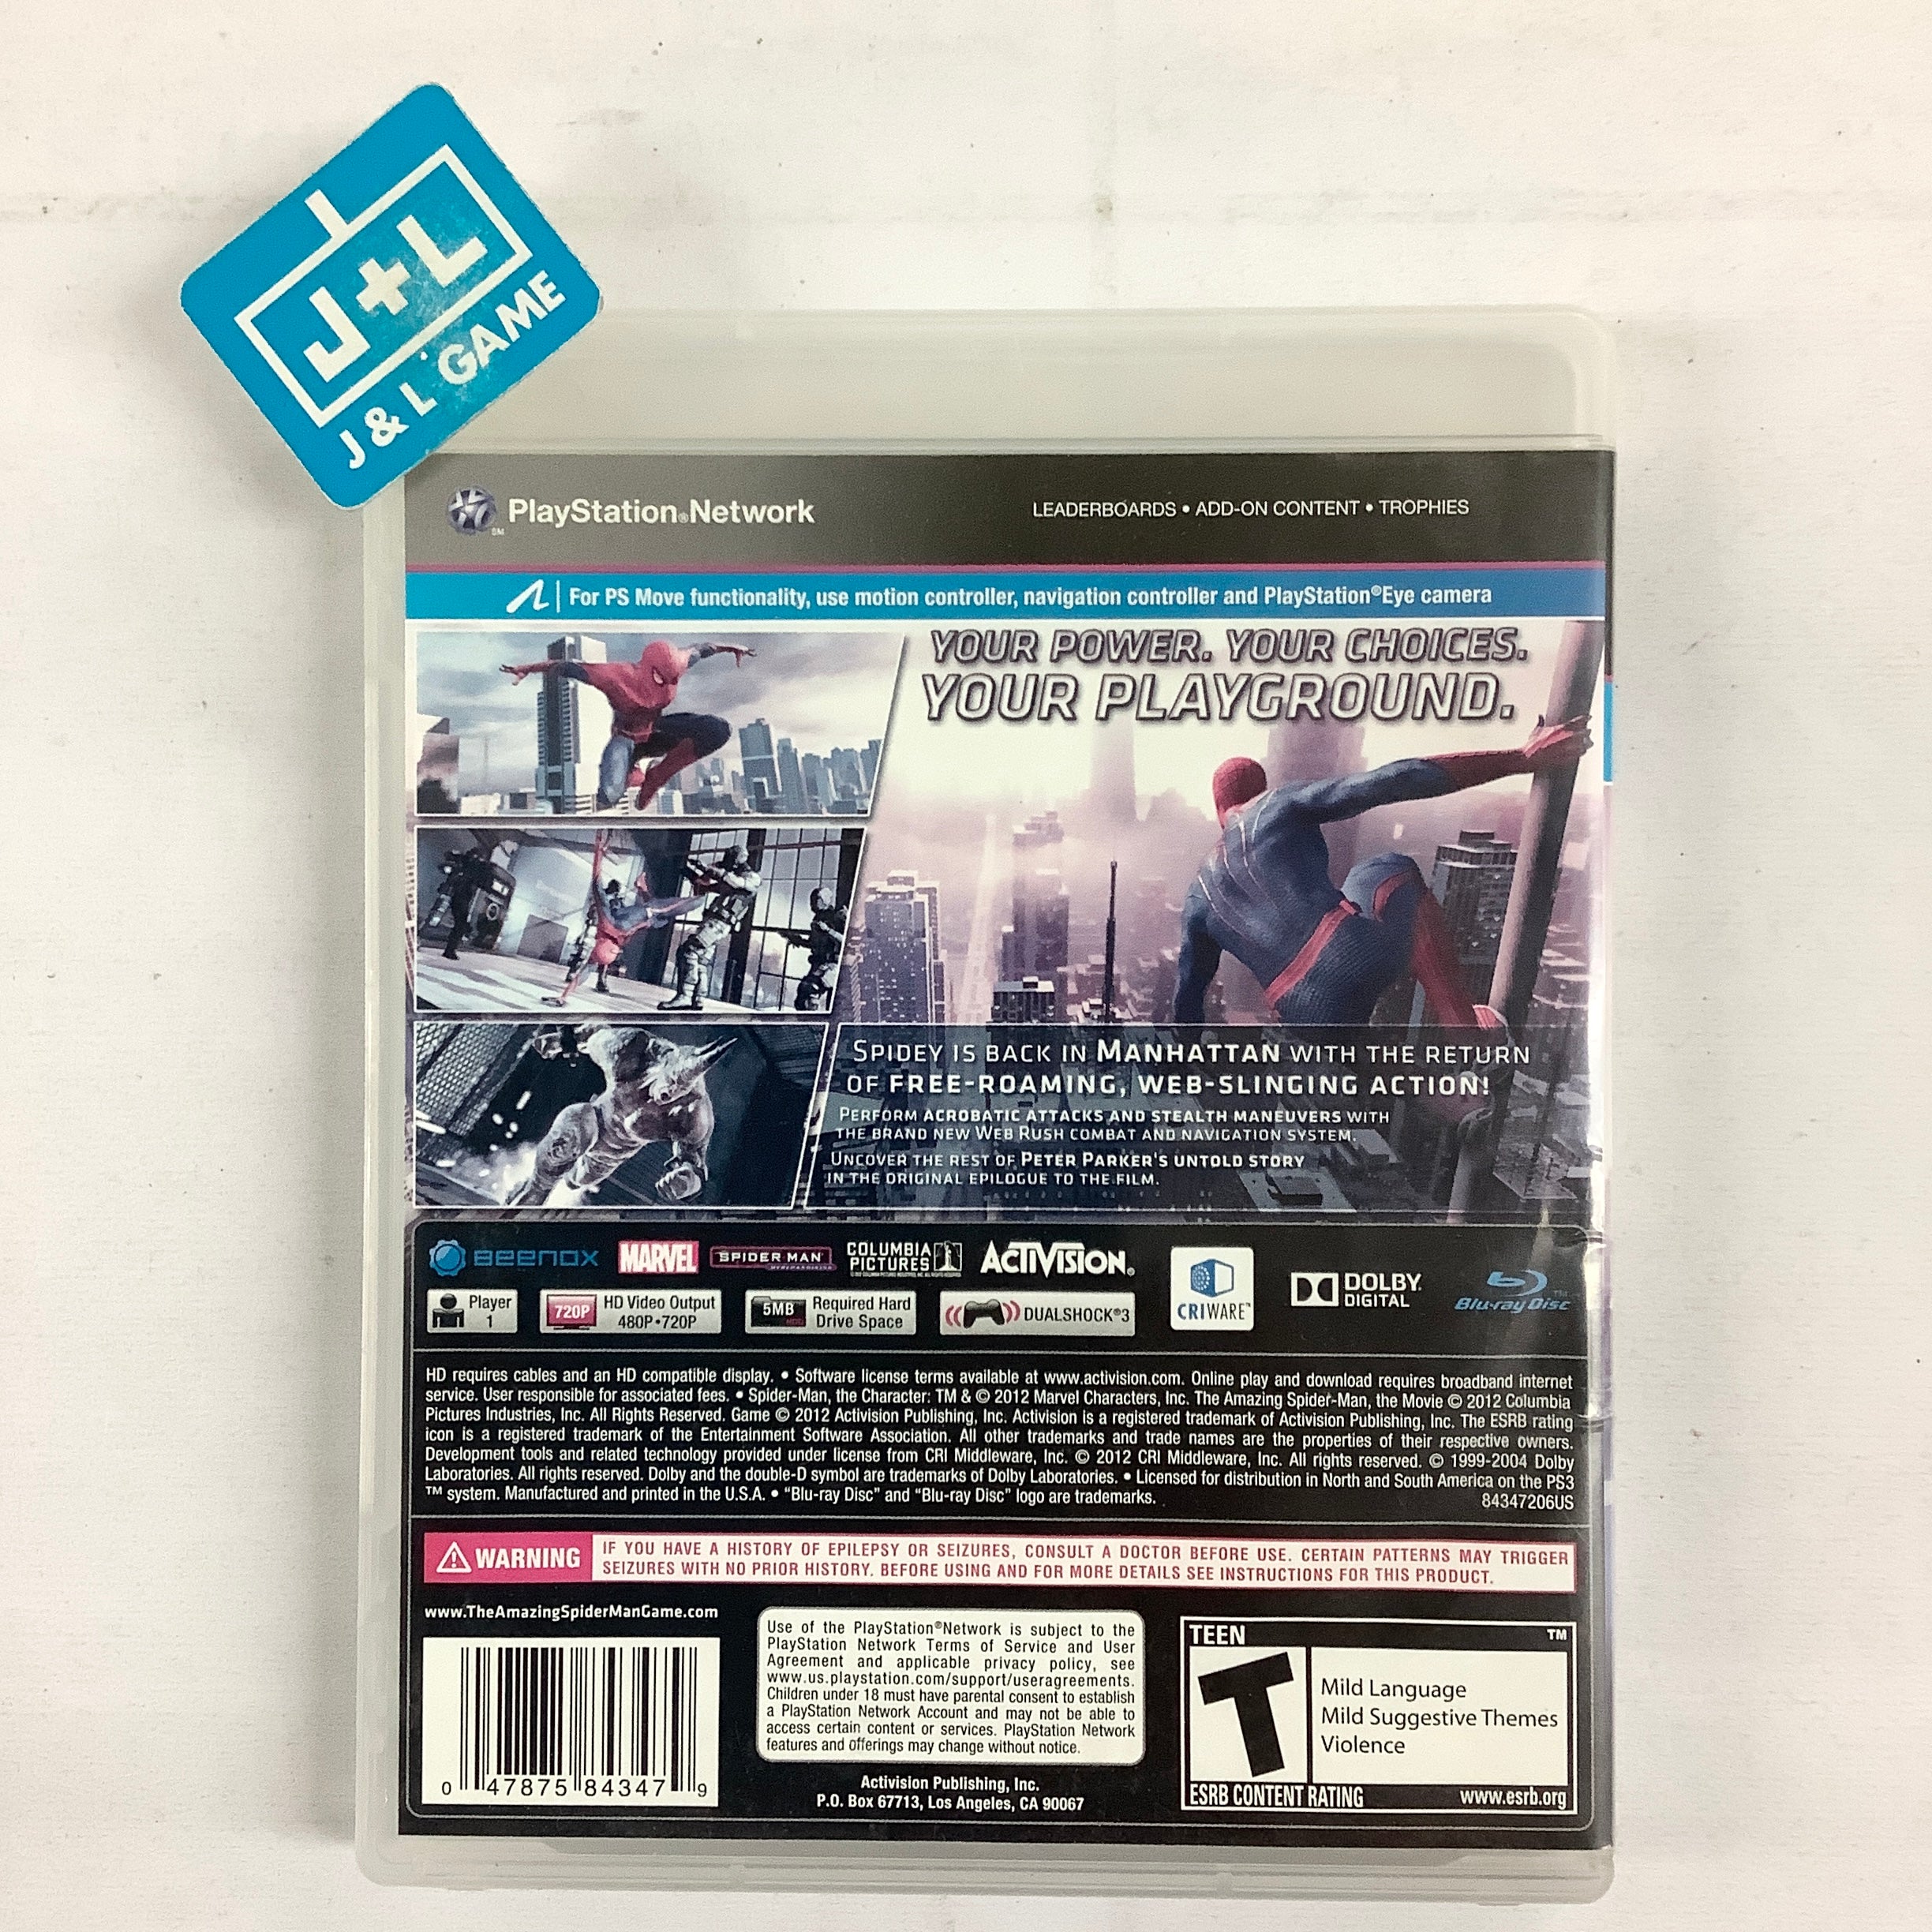 J+L
J & L GAME
PlayStation®Network
SM
LEADERBOARDS • ADD-ON CONTENT • TROPHIES
For PS Move functionality, use motion controller, navigation controller and PlayStation®Eye camera
YOUR POWER. YOUR CHOICES.
YOUR PLAYGROUND.
SPIDEY IS BACK IN MANHATTAN WITH THE RETURN
OF FREE-ROAMING, WEB-SLINGING ACTION!
PERFORM ACROBATIC ATTACKS AND STEALTH MANEUVERS WITH
THE BRAND NEW WEB RUSH COMBAT AND NAVIGATION SYSTEM.
UNCOVER THE REST OF PETER PARKER'S UNTOLD STORY
IN THE ORIGINAL EPILOGUE TO THE FILM.
BEENOX
MARVEL
SPIDER-MAN
COLUMBIA
PICTURES
ACTIVISION®
CRIWARE™
DOLBY
DIGITAL
Blu-ray Disc
Player
1
720P
HD Video Output
480P•720P
5MB
Required Hard
Drive Space
DUALSHOCK®3
HD requires cables and an HD compatible display. • Software license terms available at www.activision.com. Online play and download requires broadband internet
service. User responsible for associated fees. • Spider-Man, the Character: TM & © 2012 Marvel Characters, Inc. The Amazing Spider-Man, the Movie © 2012 Columbia
Pictures Industries, Inc. All Rights Reserved. Game © 2012 Activision Publishing, Inc. Activision is a registered trademark of Activision Publishing, Inc. The ESRB rating
icon is a registered trademark of the Entertainment Software Association. All other trademarks and trade names are the properties of their respective owners.
Development tools and related technology provided under license from CRI Middleware, Inc. © 2012 CRI Middleware, Inc. All rights reserved. © 1999-2004 Dolby
Laboratories. All rights reserved. Dolby and the double-D symbol are trademarks of Dolby Laboratories. • Licensed for distribution in North and South America on the PS3
™ system. Manufactured and printed in the U.S.A. • “Blu-ray Disc” and “Blu-ray Disc” logo are trademarks.
84347206US
WARNING
IF YOU HAVE A HISTORY OF EPILEPSY OR SEIZURES, CONSULT A DOCTOR BEFORE USE. CERTAIN PATTERNS MAY TRIGGER
SEIZURES WITH NO PRIOR HISTORY. BEFORE USING AND FOR MORE DETAILS SEE INSTRUCTIONS FOR THIS PRODUCT.
www.TheAmazingSpiderManGame.com
0 47875 84347 9
Use of the PlayStation®Network is subject to the
PlayStation Network Terms of Service and User
Agreement and applicable privacy policy, see
www.us.playstation.com/support/useragreements.
Children under 18 must have parental consent to establish
a PlayStation Network Account and may not be able to
access certain content or services. PlayStation Network
features and offerings may change without notice.
Activision Publishing, Inc.
P.O. Box 67713, Los Angeles, CA 90067
TEEN
™
T
Mild Language
Mild Suggestive Themes
Violence
ESRB CONTENT RATING
www.esrb.org